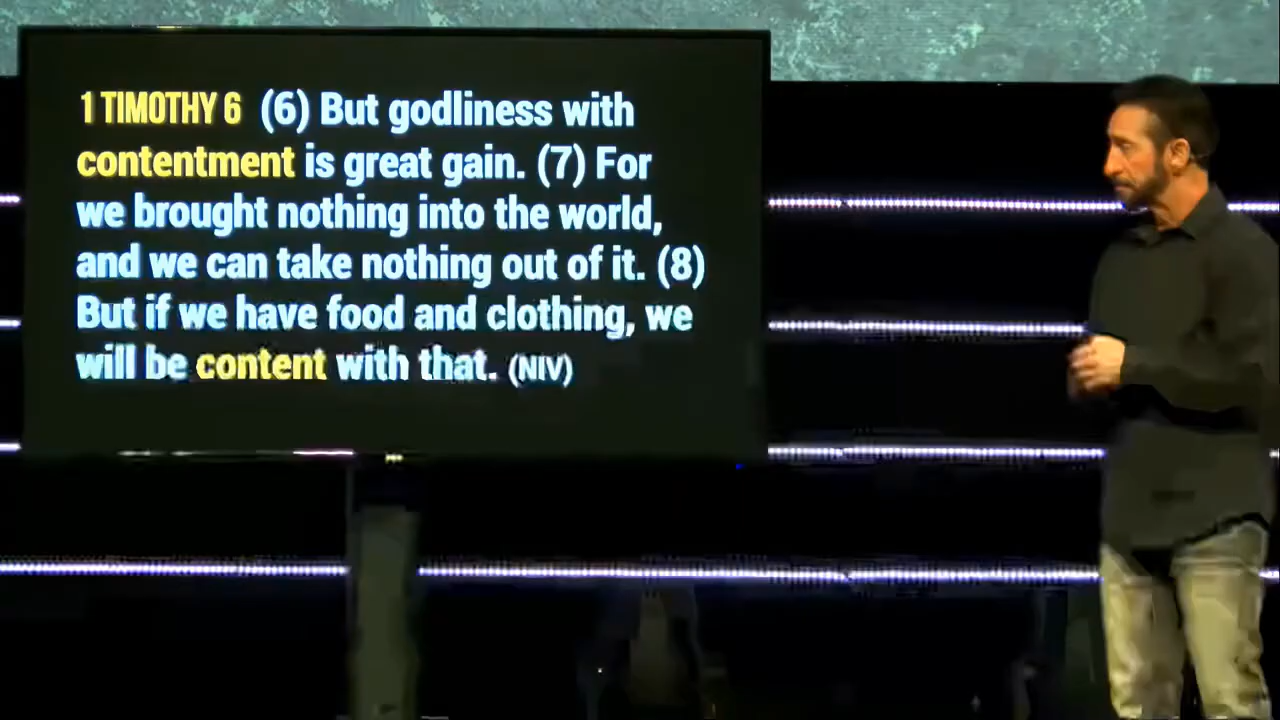 1 TIMOTHY 6 (6) But godliness with
contentment is great gain. (7) For
we brought nothing into the world,
and we can take nothing out of it. (8)
But if we have food and clothing, we
will be content with that. (NIV)